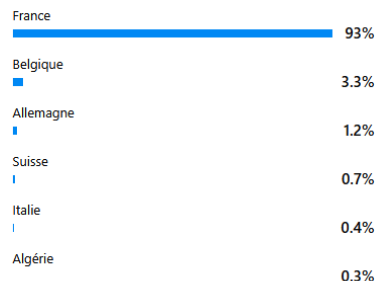 France
93%
Belgique
3.3%
Allemagne
1.2%
Suisse
0.7%
Italie
0.4%
Algérie
0.3%